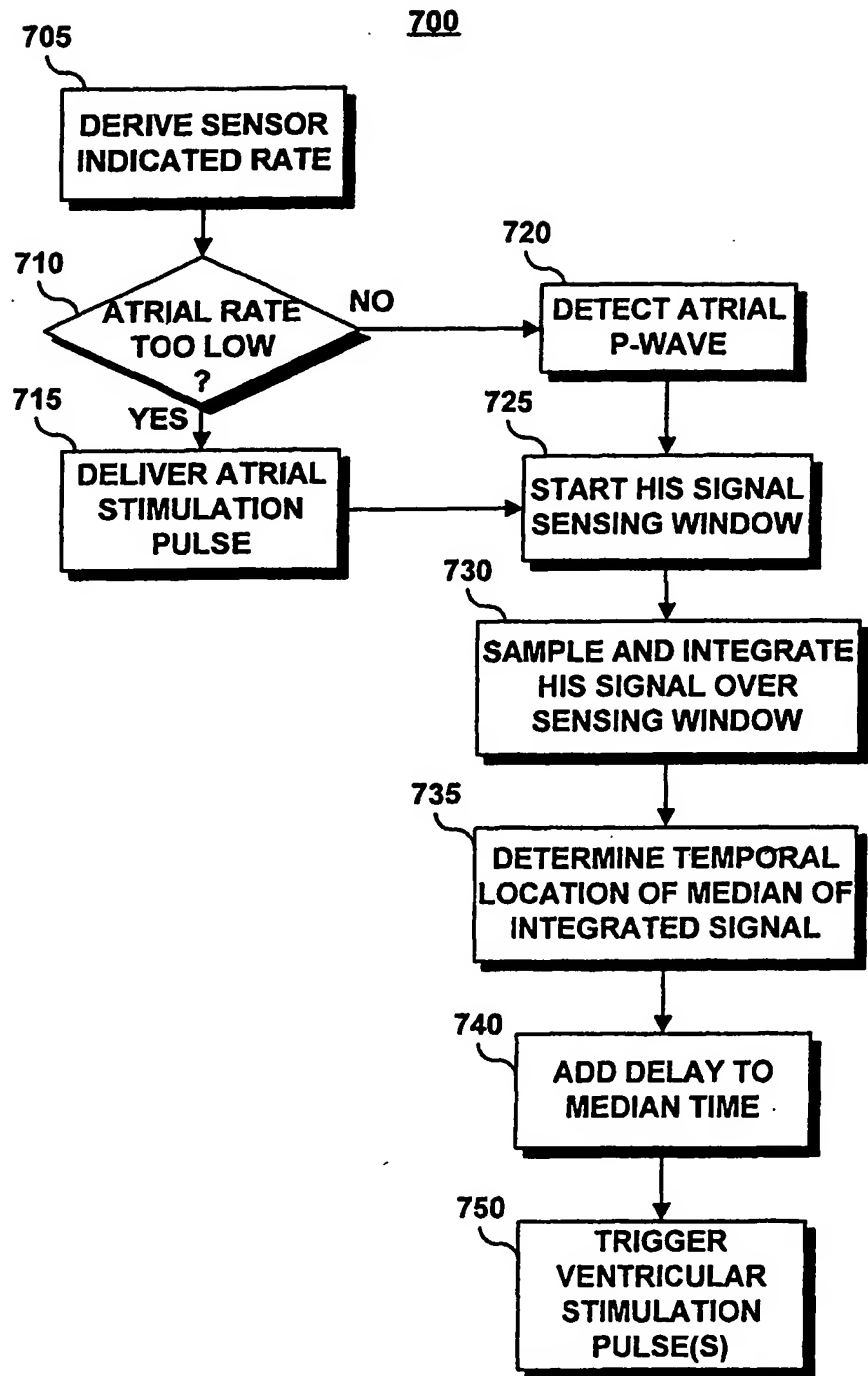 700
705
DERIVE SENSOR
INDICATED RATE
710
ATRIAL RATE
TOO LOW
?
NO
YES
715
DELIVER ATRIAL
STIMULATION
PULSE
720
DETECT ATRIAL
P-WAVE
725
START HIS SIGNAL
SENSING WINDOW
730
SAMPLE AND INTEGRATE
HIS SIGNAL OVER
SENSING WINDOW
735
DETERMINE TEMPORAL
LOCATION OF MEDIAN OF
INTEGRATED SIGNAL
740
ADD DELAY TO
MEDIAN TIME
750
TRIGGER
VENTRICULAR
STIMULATION
PULSE(S)